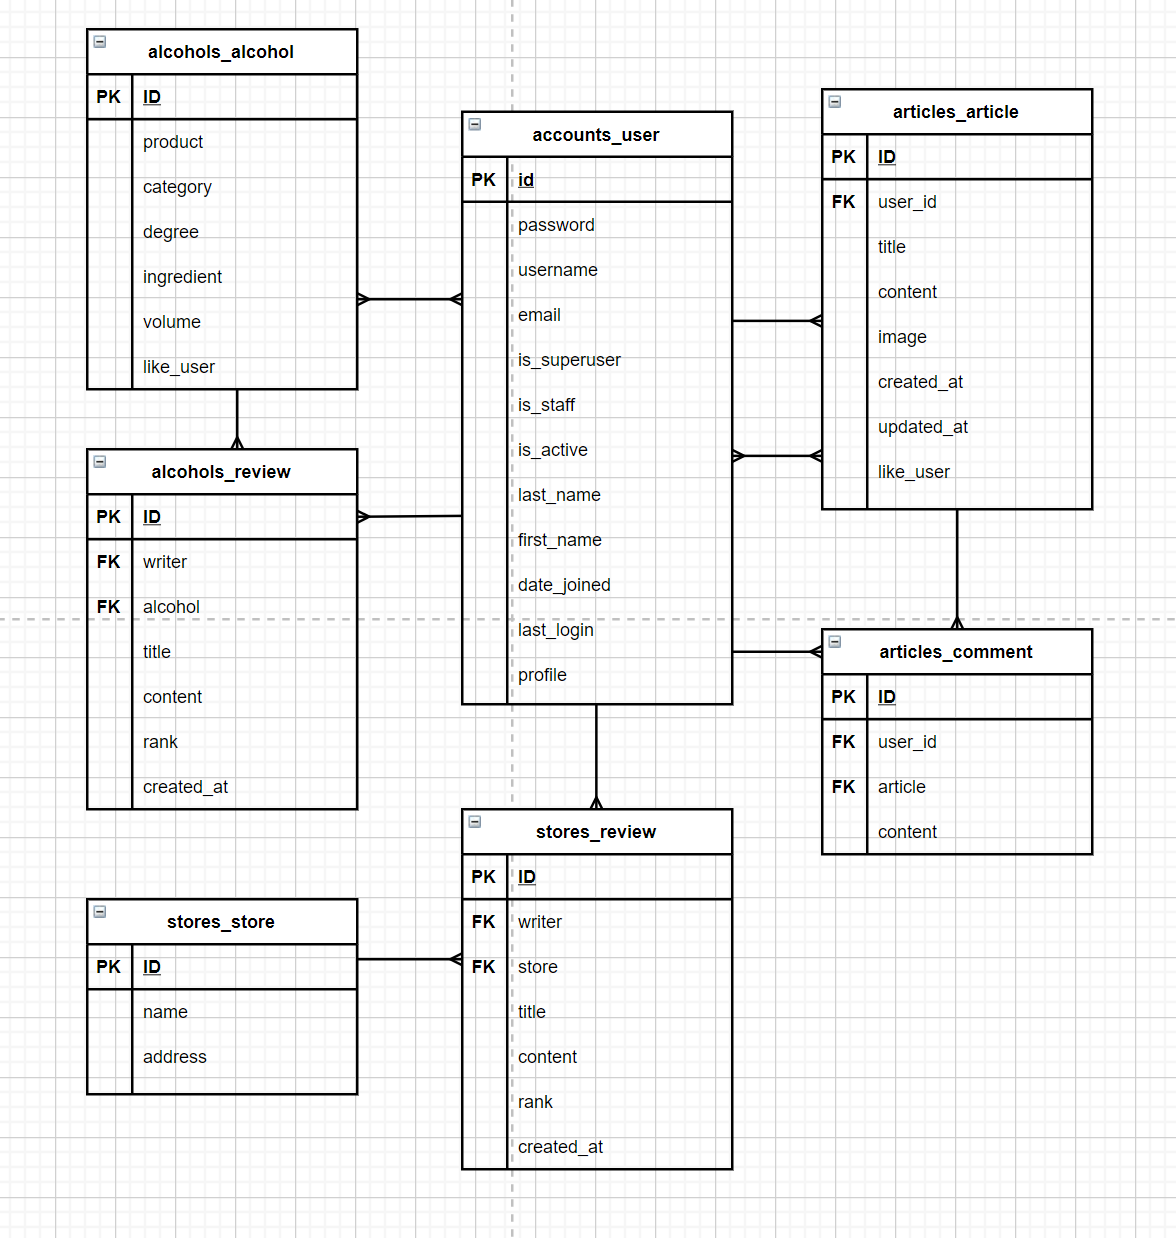 alcohols_alcohol
PK ID
product
category
degree
ingredient
volume
like_user
alcohols_review
PK ID
FK writer
FK alcohol
title
content
rank
created_at
stores_store
PK ID
name
address
accounts_user
PK id
password
username
email
is_superuser
is_staff
is_active
last_name
first_name
date_joined
last_login
profile
stores_review
PK ID
FK writer
FK store
title
content
rank
created_at
articles_article
PK ID
FK user_id
title
content
image
created_at
updated_at
like_user
articles_comment
PK ID
FK user_id
FK article
content